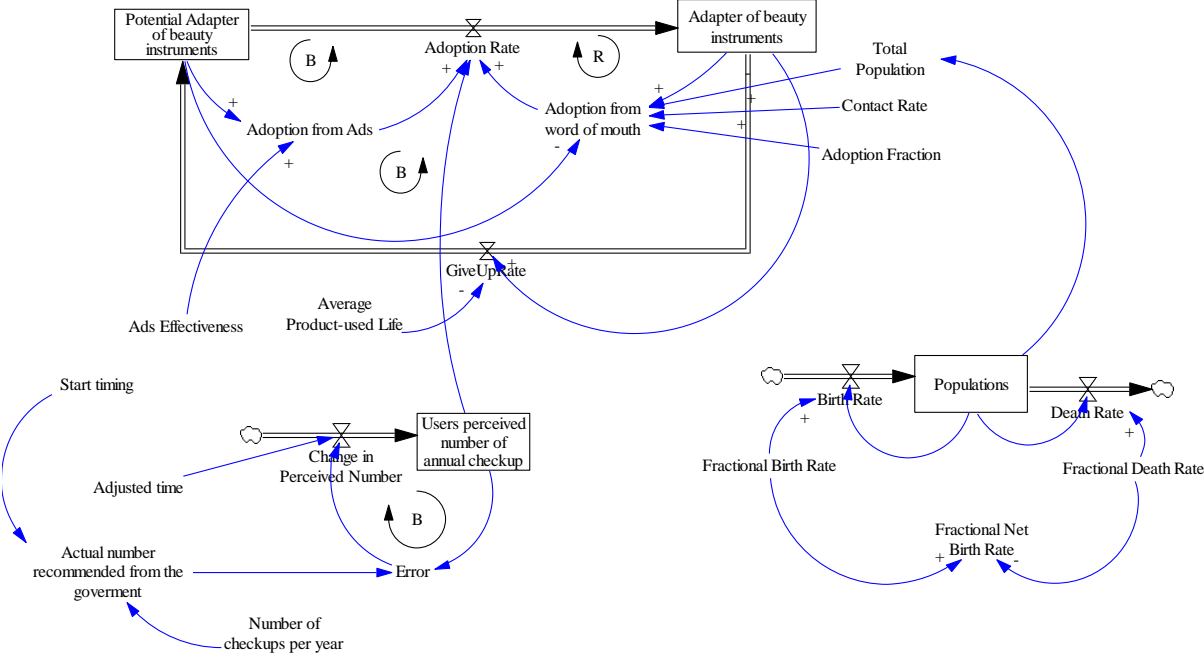 Potential Adapter
of beauty
instruments
Adapter of beauty
instruments
B
Adoption Rate
R
+
+
Total
Population
-
+
+
+
+
Adoption from Ads
Adoption from
word of mouth
Contact Rate
-
+
B
Adoption Fraction
+
GiveUpRate
-
Average
Product-used Life
Ads Effectiveness
Start timing
Users perceived
number of
annual checkup
Change in
Perceived Number
Adjusted time
B
Actual number
recommended from the
goverment
Error
Number of
checkups per year
Populations
Birth Rate
Death Rate
+
+
Fractional Birth Rate
Fractional Death Rate
Fractional Net
Birth Rate
+
-